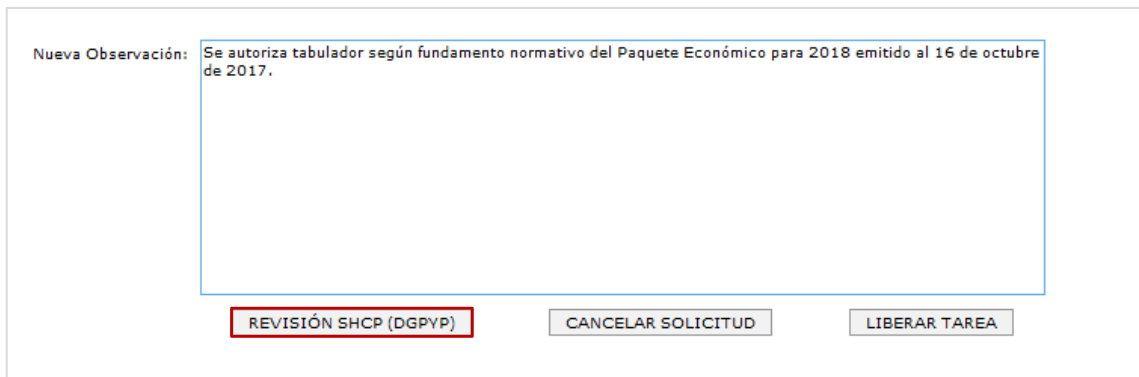 Nueva Observación:
Se autoriza tabulador según fundamento normativo del Paquete Económico para 2018 emitido al 16 de octubre
de 2017.
REVISIÓN SHCP (DGPYP)
CANCELAR SOLICITUD
LIBERAR TAREA